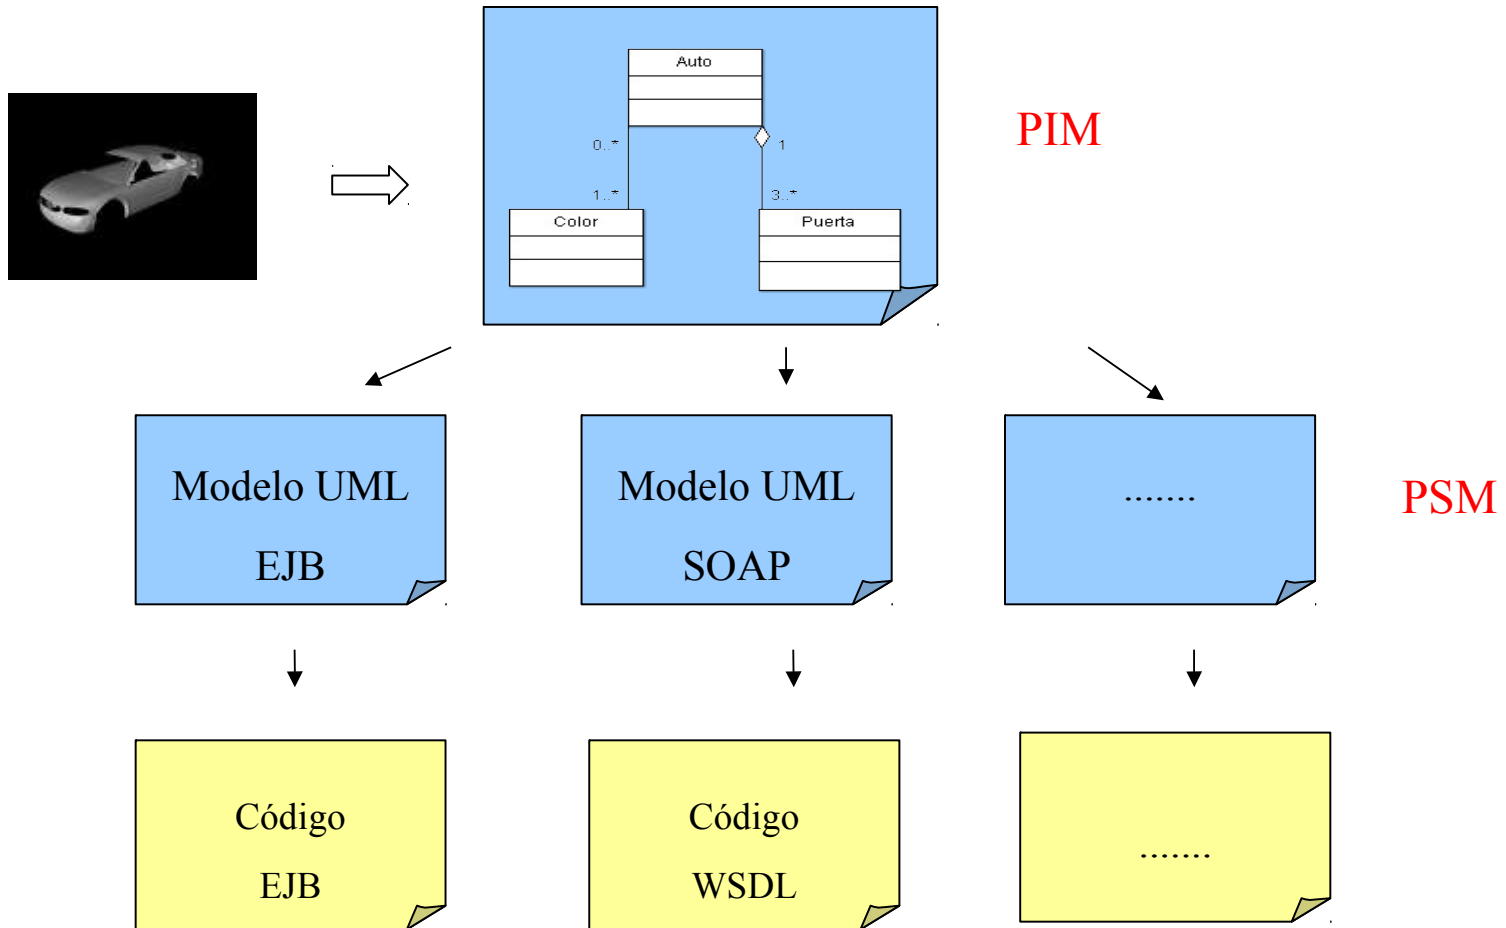 Auto
PIM
0..*
1
1..*
3..*
Color
Puerta
Modelo UML
EJB
Modelo UML
SOAP
.......
PSM
Código
EJB
Código
WSDL
.......